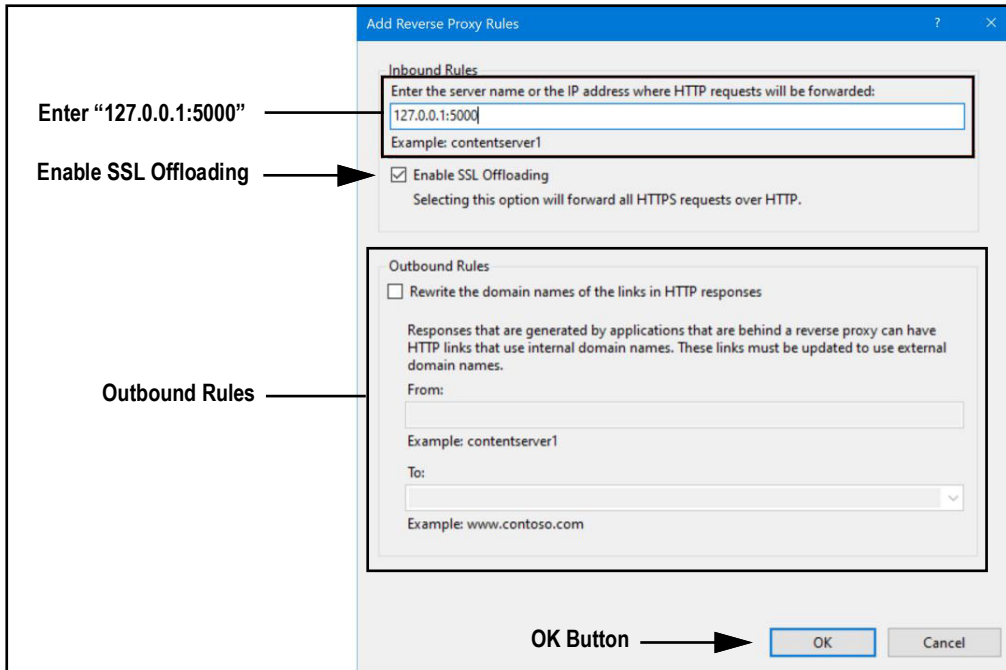 Add Reverse Proxy Rules ? ×
Inbound Rules
Enter the server name or the IP address where HTTP requests will be forwarded:
Enter “127.0.0.1:5000”
127.0.0.1:5000
Example: contentserver1
Enable SSL Offloading
Enable SSL Offloading
Selecting this option will forward all HTTPS requests over HTTP.
Outbound Rules
Rewrite the domain names of the links in HTTP responses
Responses that are generated by applications that are behind a reverse proxy can have
HTTP links that use internal domain names. These links must be updated to use external
domain names.
Outbound Rules
From:
Example: contentserver1
To:
Example: www.contoso.com
OK Button
OK
Cancel